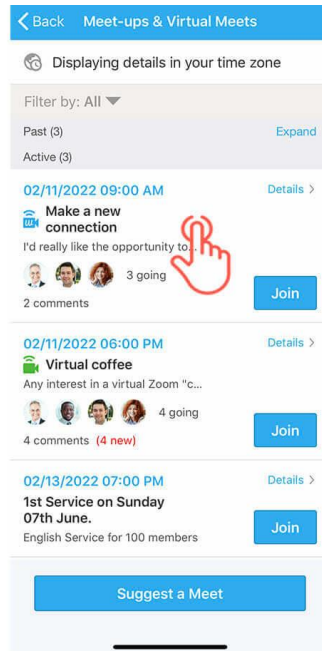 Back Meet-ups & Virtual Meets
Displaying details in your time zone
Filter by: All
Past (3) Expand
Active (3)
02/11/2022 09:00 AM Details >
Make a new
connection
I'd really like the opportunity to...
3 going
2 comments
Join
02/11/2022 06:00 PM Details >
Virtual coffee
Any interest in a virtual Zoom "c...
4 going
4 comments (4 new)
Join
02/13/2022 07:00 PM Details >
1st Service on Sunday
07th June.
English Service for 100 members
Join
Suggest a Meet